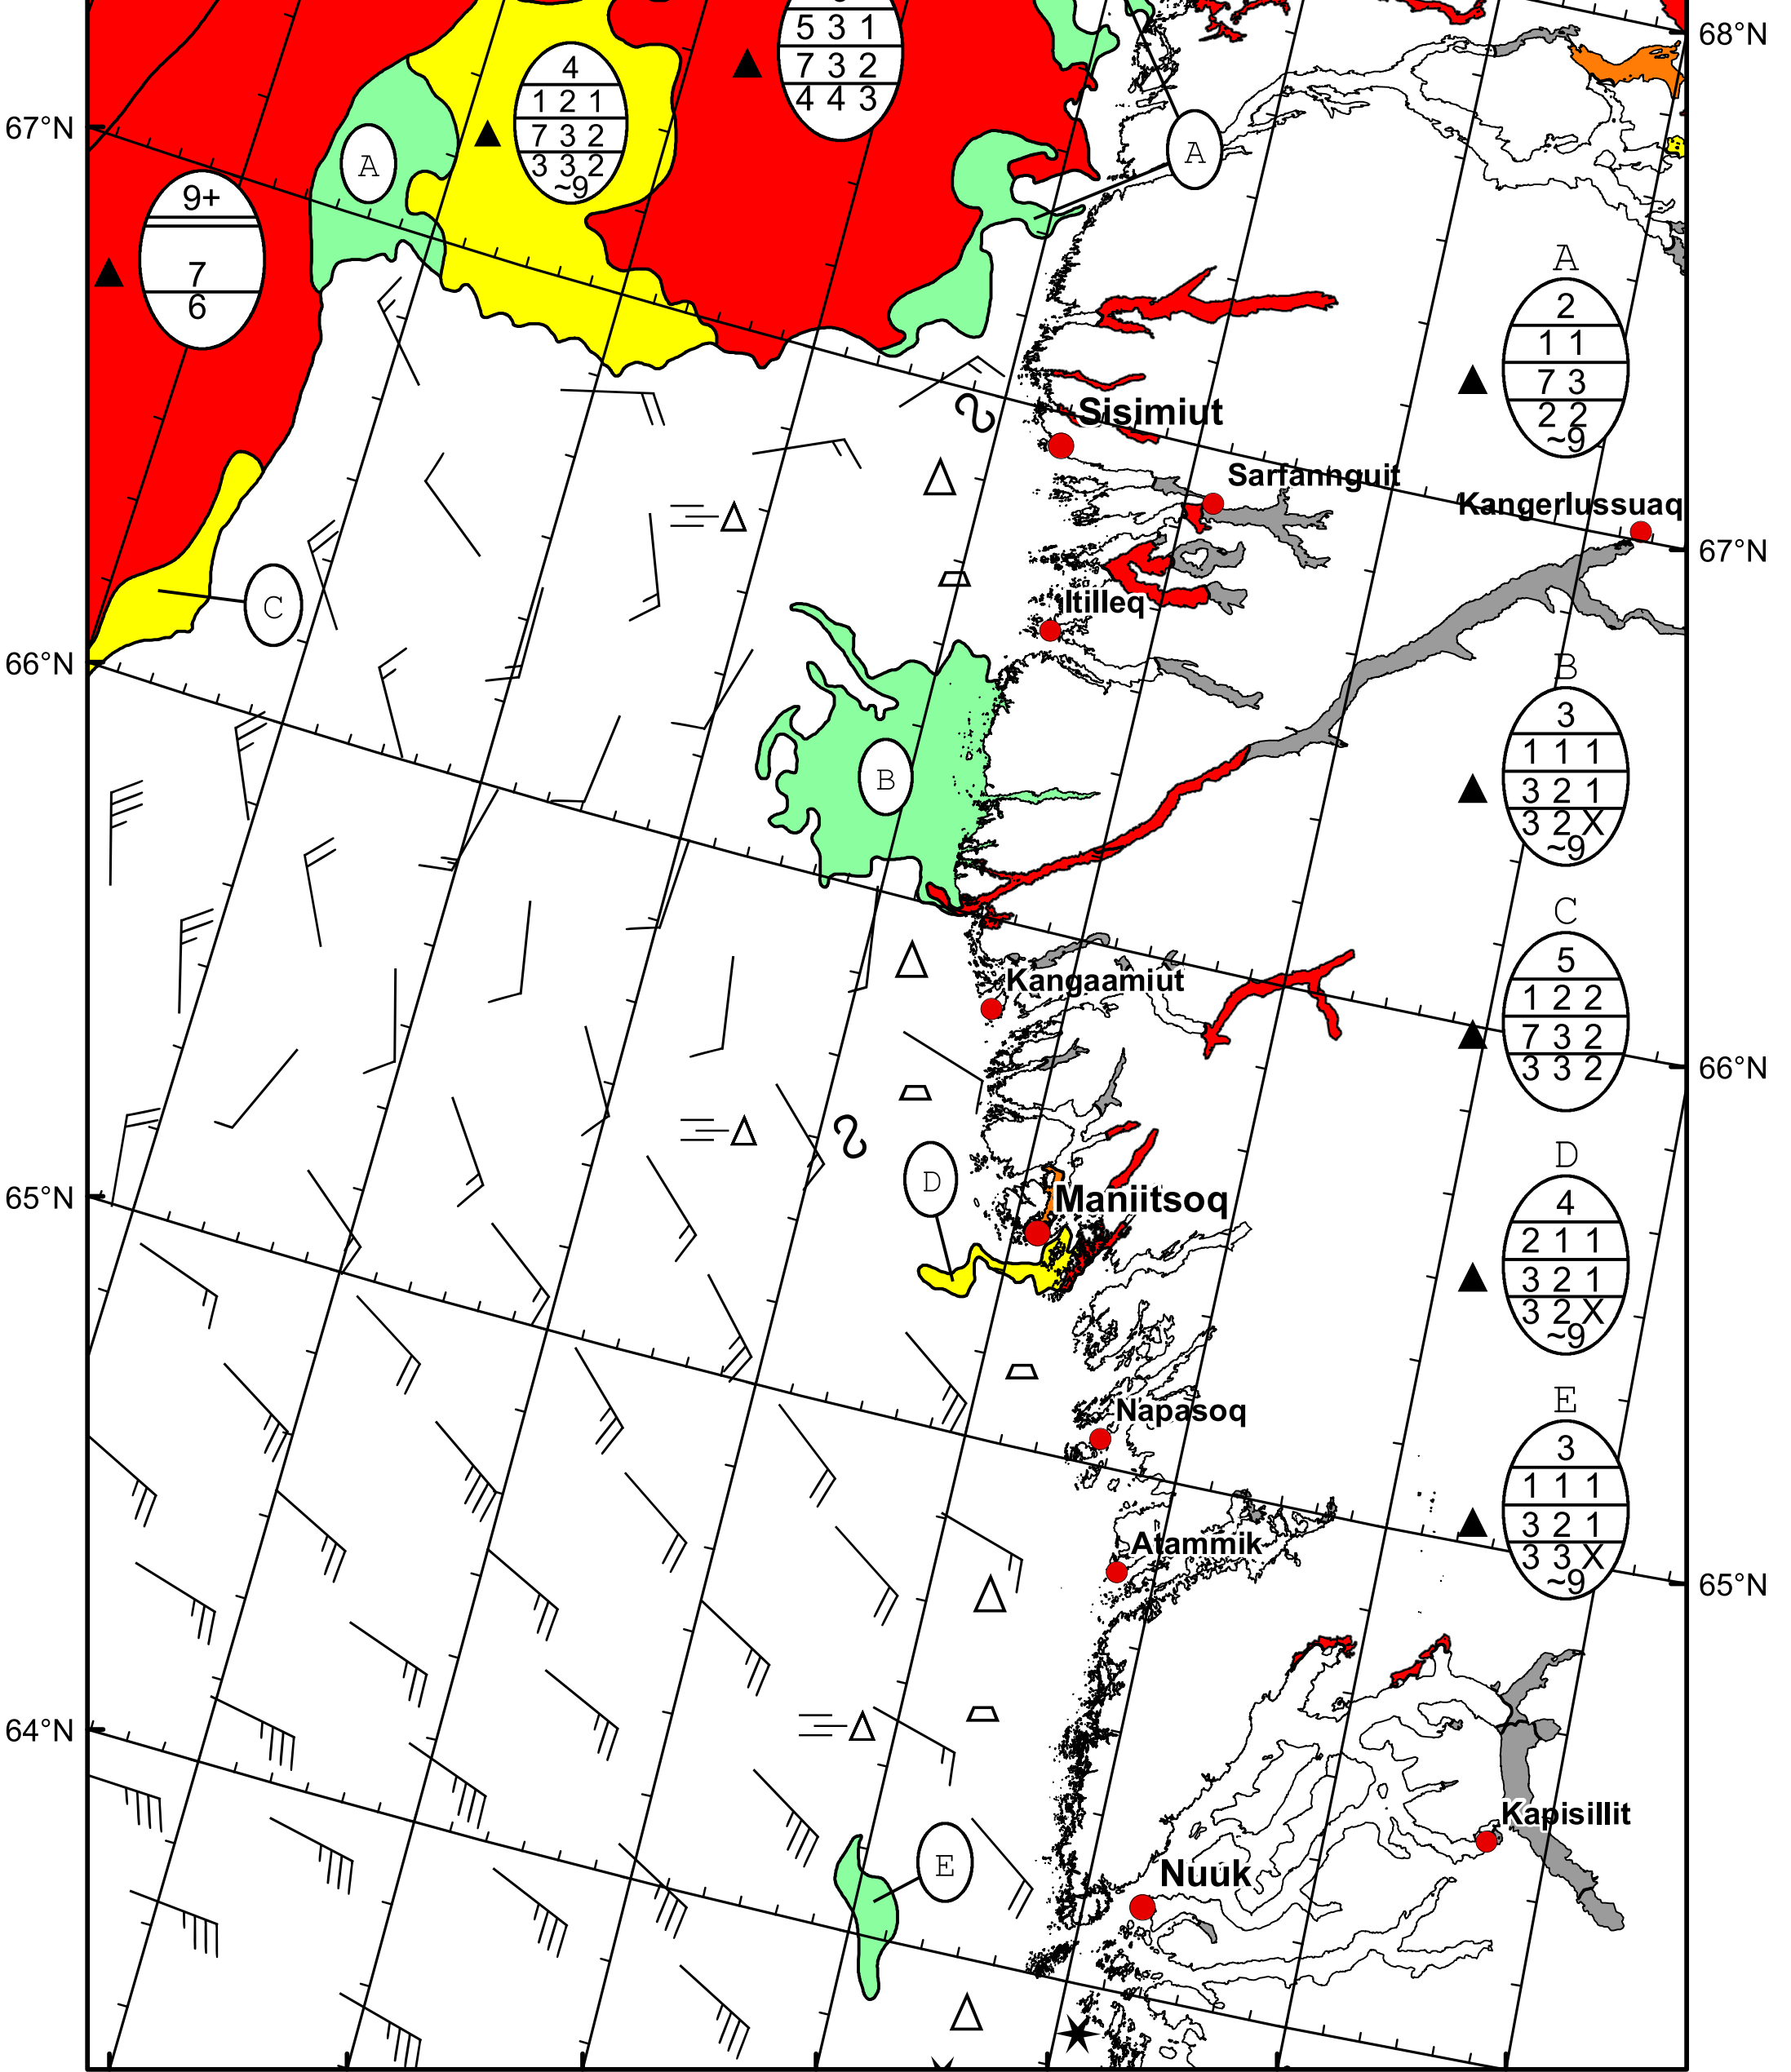 68°N
5 3 1
7 3 2
4 4 3
4
1 2 1
7 3 2
3 3 2
~9
67°N
A
A
9+
7
6
A
2
1 1
7 3
2 2
~9
Sisimiut
Sarfannguit
Kangerlussuaq
67°N
C
Itilleq
66°N
B
3
1 1 1
3 2 1
3 2 X
~9
B
C
5
1 2 2
7 3 2
3 3 2
Kangaamiut
66°N
D
4
2 1 1
3 2 1
3 2 X
~9
D
65°N
Maniitsoq
Napasoq
E
3
1 1 1
3 2 1
3 3 X
~9
Atammik
65°N
64°N
Kapisillit
E
Nuuk